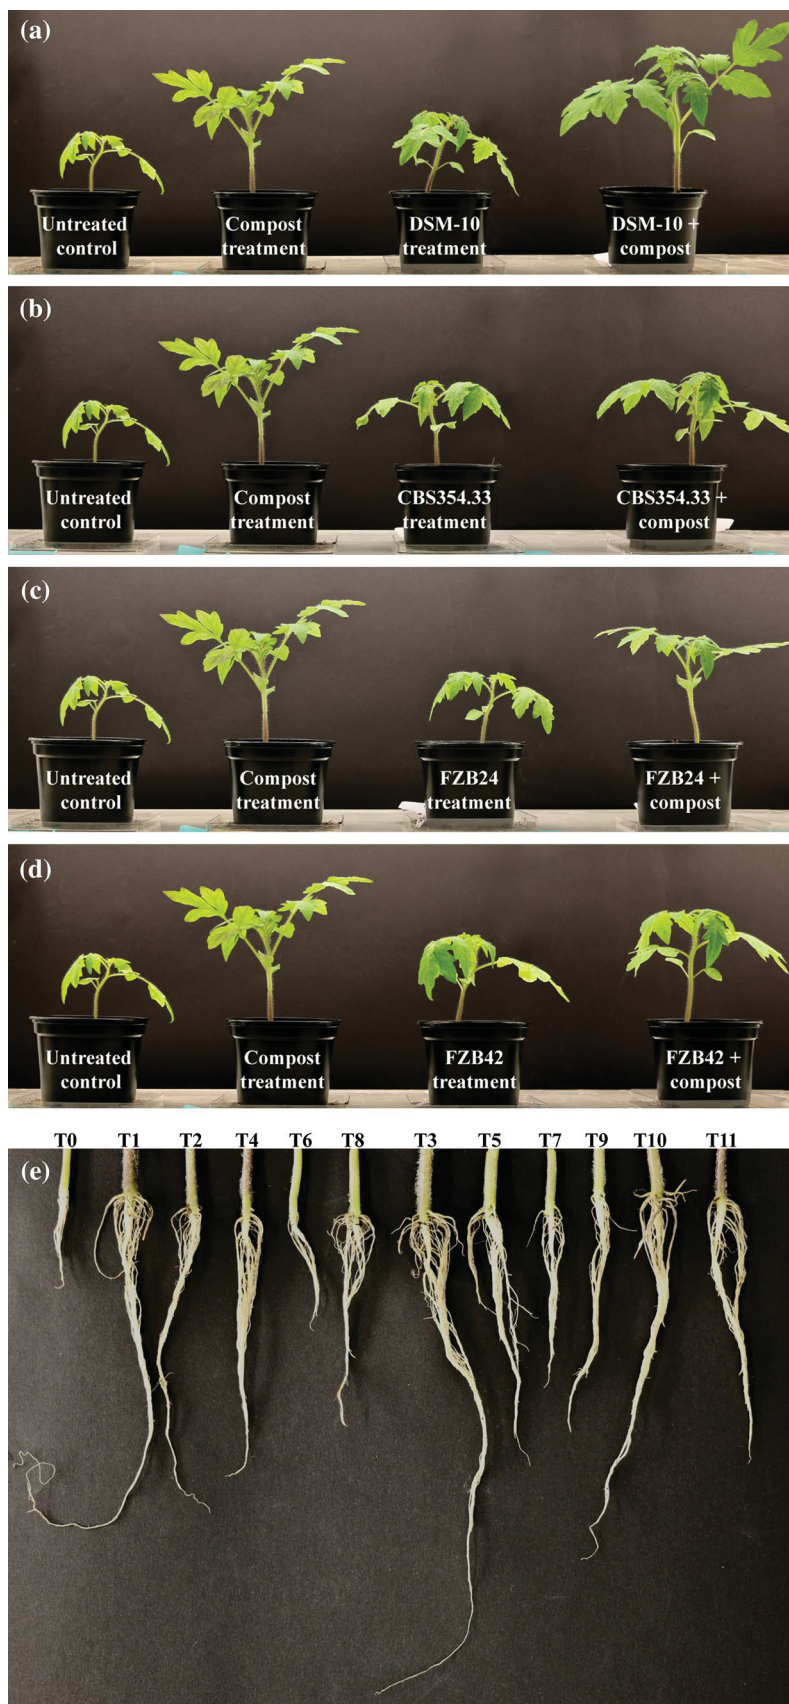 (a)
Untreated
control
Compost
treatment
DSM-10
treatment
DSM-10 +
compost
(b)
Untreated
control
Compost
treatment
CBS354.33
treatment
CBS354.33 +
compost
(c)
Untreated
control
Compost
treatment
FZB24
treatment
FZB24 +
compost
(d)
Untreated
control
Compost
treatment
FZB42
treatment
FZB42 +
compost
T0 T1 T2 T4 T6 T8 T3 T5 T7 T9 T10 T11
(e)